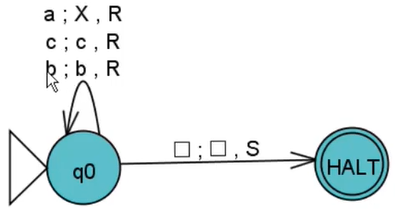 a ; X , R
c ; c , R
b ; b , R
□ ; □ , S
q0
HALT